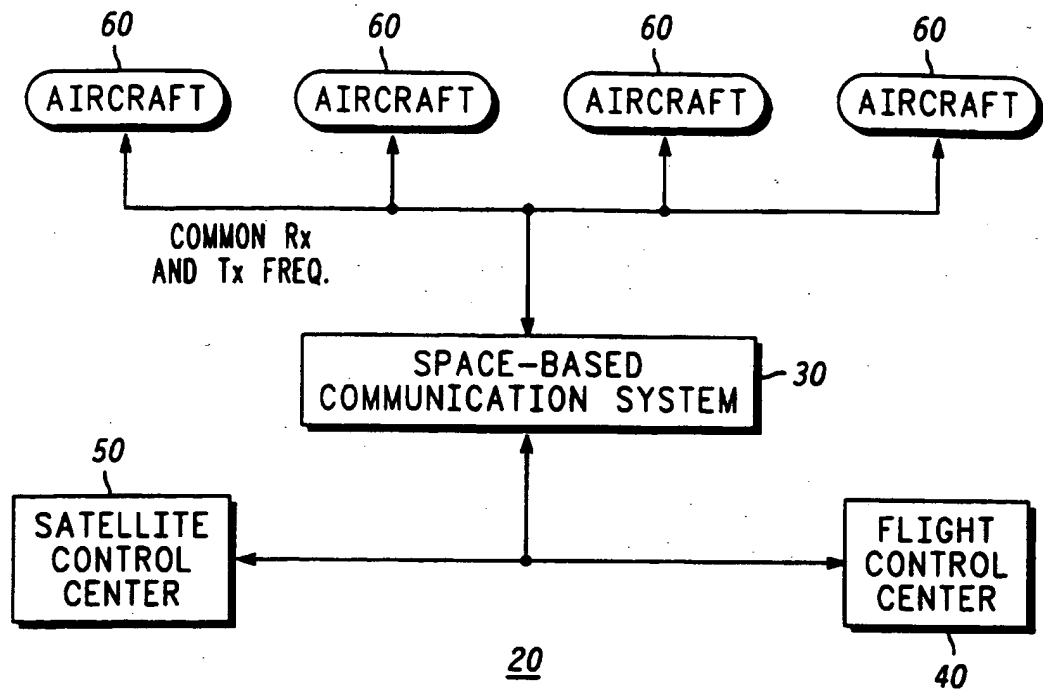 60 60 60 60
AIRCRAFT AIRCRAFT AIRCRAFT AIRCRAFT
COMMON Rx
AND Tx FREQ.
SPACE-BASED
COMMUNICATION SYSTEM
30
50
SATELLITE
CONTROL
CENTER
FLIGHT
CONTROL
CENTER
20
40